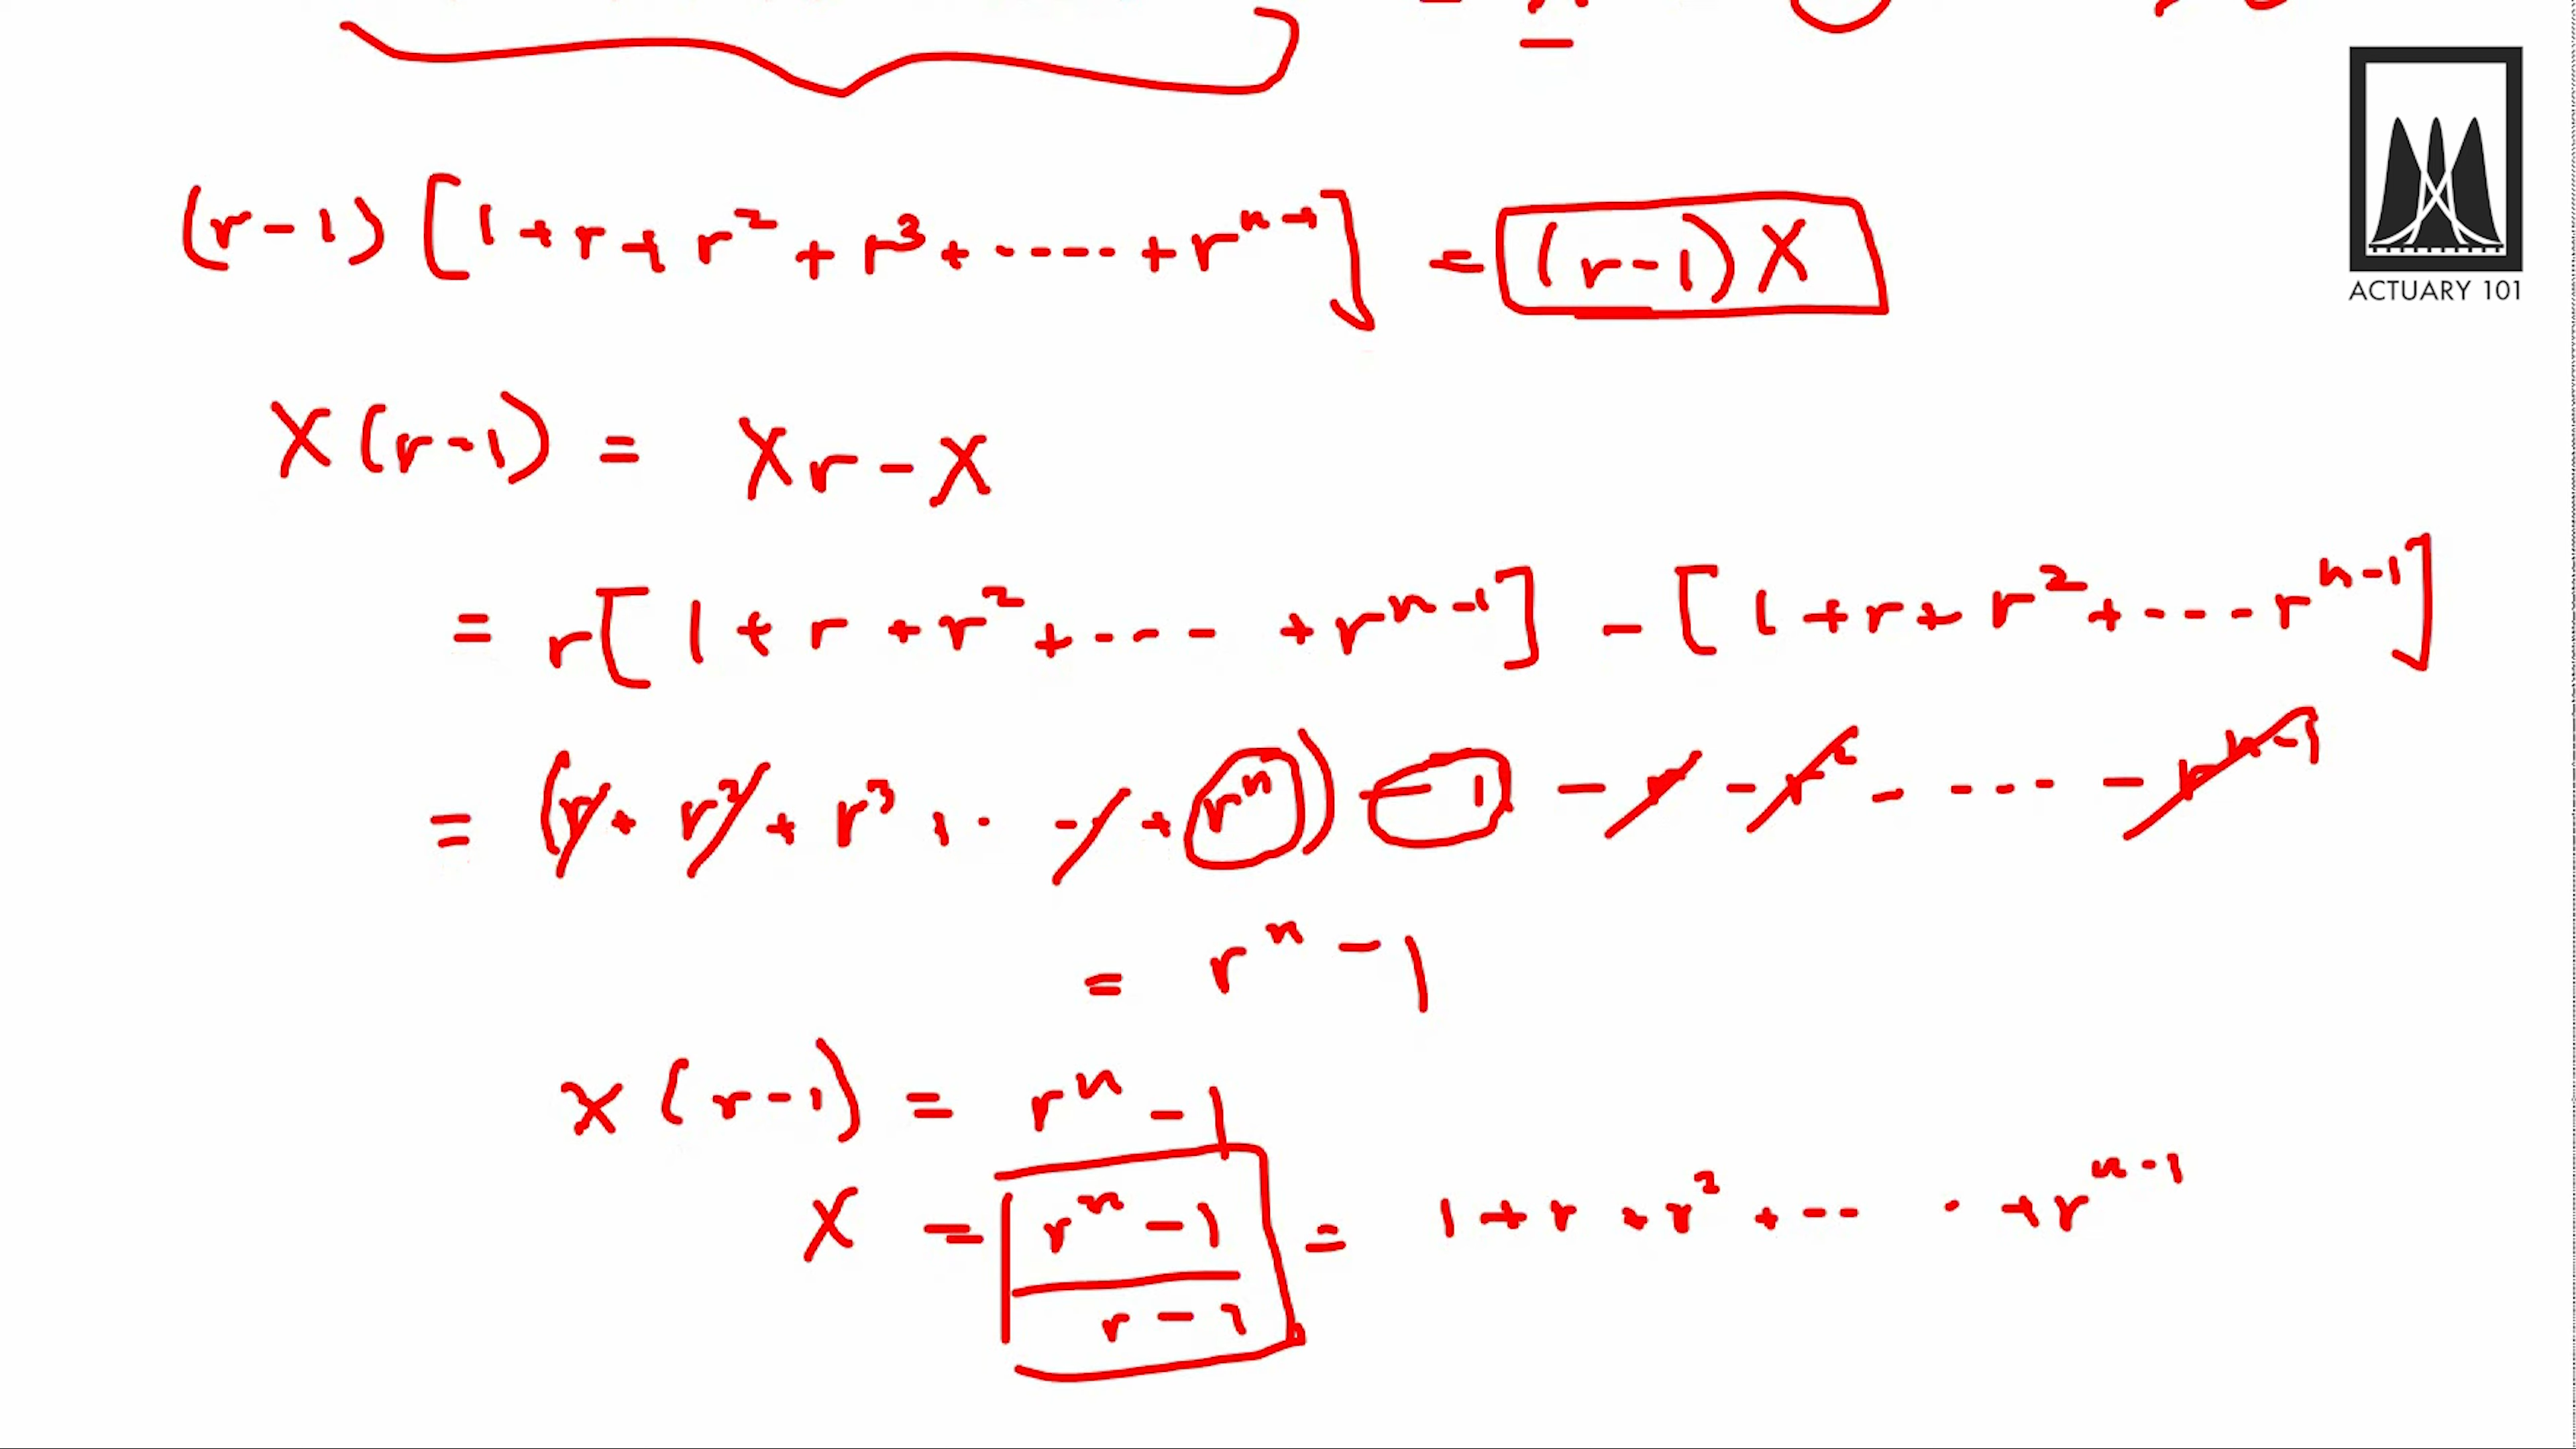 (r-1) [1 + r + r² + r³ + ..... + rⁿ⁻¹] = (r-1) X
ACTUARY 101
X (r-1) = Xr - X
= r[ 1 + r + r² + ---- + rⁿ⁻¹] - [1 + r + r² + ---- rⁿ⁻¹]
= (r + r² + r³ + · -- + rⁿ) - 1 - r - r² - ---- - rⁿ⁻¹
= rⁿ - 1
x (r-1) = rⁿ - 1
X = rⁿ - 1 / r - 1 = 1 + r + r² + -- · + rⁿ⁻¹